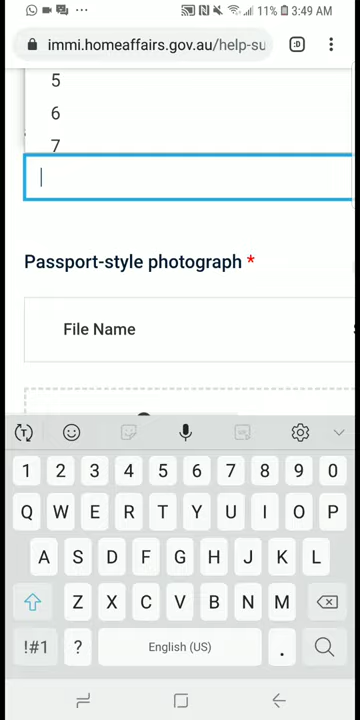 11% 3:49 AM
immi.homeaffairs.gov.au/help-su
:D
5
6
7
Passport-style photograph *
File Name
1 2 3 4 5 6 7 8 9 0
Q W E R T Y U I O P
A S D F G H J K L
Z X C V B N M
!#1 ? English (US) .